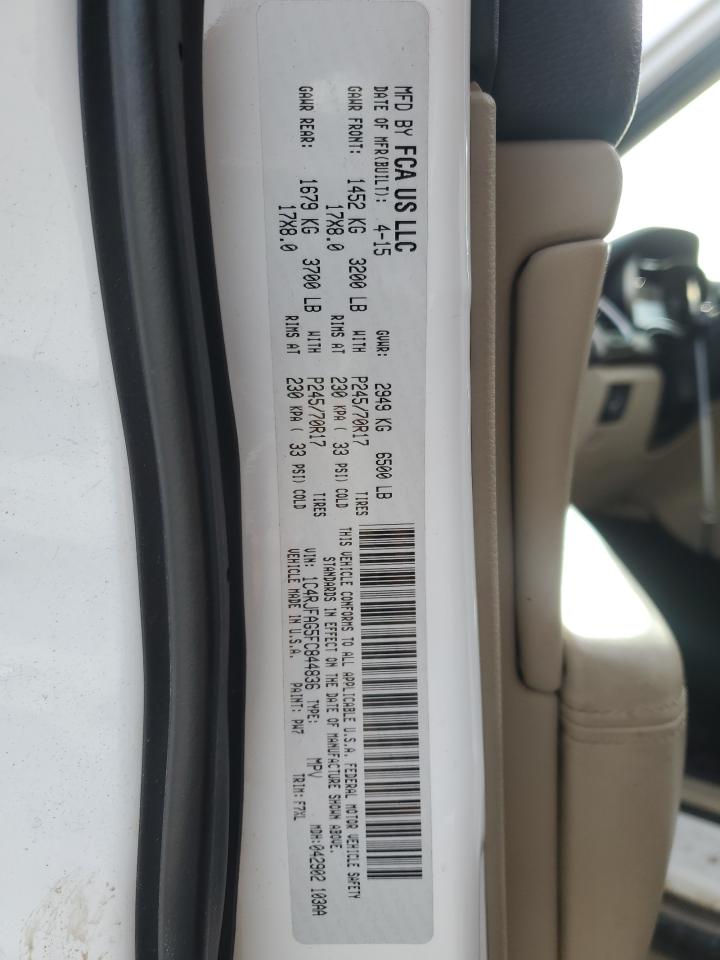 MFD BY FCA US LLC
DATE OF MFR(BUILT): 4-15 GVWR: 2949 KG 6500 LB
GAWR FRONT: 1452 KG 3200 LB WITH P245/70R17 TIRES
17X8.0 RIMS AT 230 KPA ( 33 PSI) COLD
GAWR REAR: 1679 KG 3700 LB WITH P245/70R17 TIRES
17X8.0 RIMS AT 230 KPA ( 33 PSI) COLD
THIS VEHICLE CONFORMS TO ALL APPLICABLE U.S.A. FEDERAL MOTOR VEHICLE SAFETY
STANDARDS IN EFFECT ON THE DATE OF MANUFACTURE SHOWN ABOVE.
VIN: 1C4RJFAG5FC844836 TYPE: MPV MDH:042902 103AA
VEHICLE MADE IN U.S.A. PAINT: PW7 TRIM: F7XL